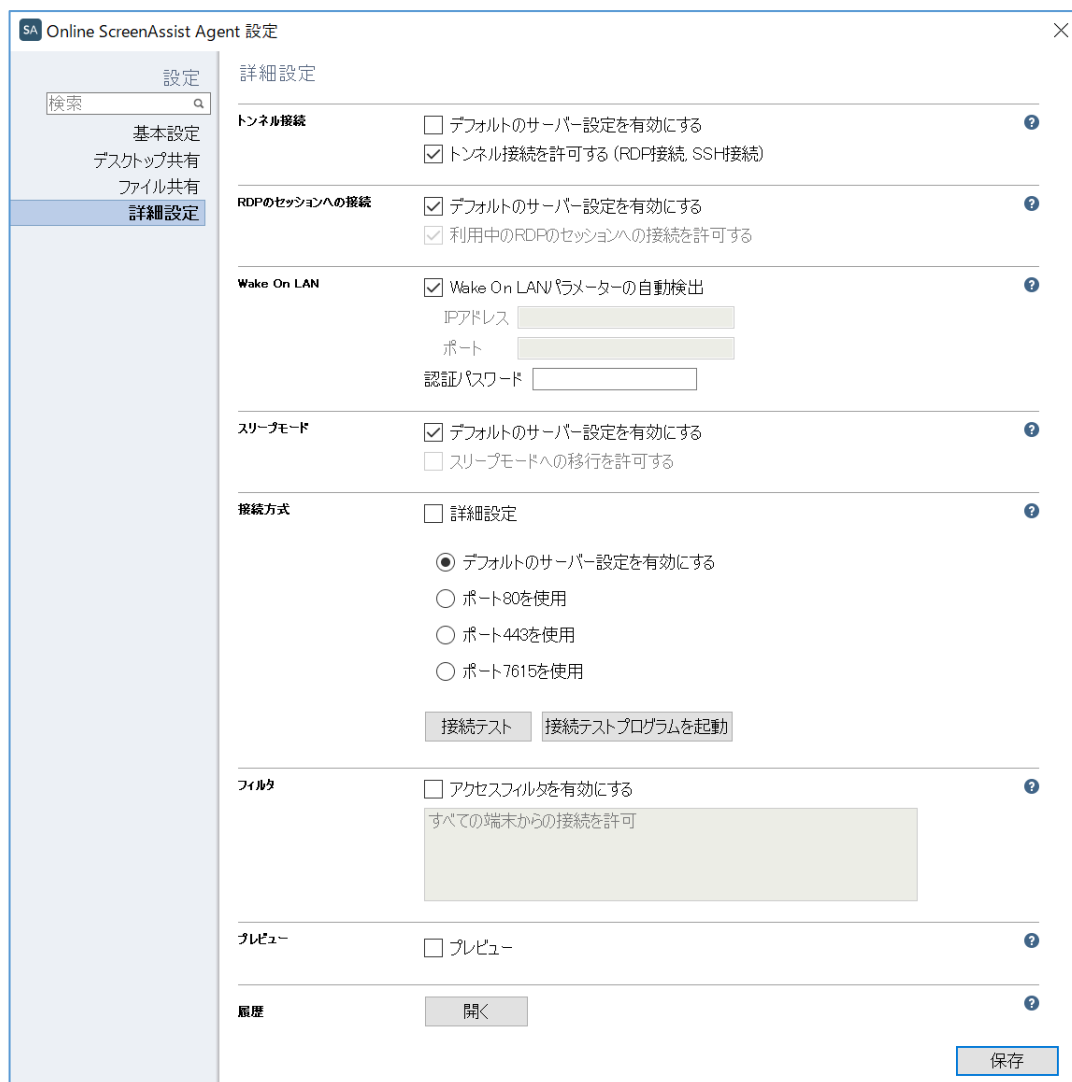 SA Online ScreenAssist Agent 設定
設定
検索
基本設定
デスクトップ共有
ファイル共有
詳細設定
詳細設定
トンネル接続
デフォルトのサーバー設定を有効にする
トンネル接続を許可する (RDP接続, SSH接続)
RDPのセッションへの接続
デフォルトのサーバー設定を有効にする
利用中のRDPのセッションへの接続を許可する
Wake On LAN
Wake On LANパラメーターの自動検出
IPアドレス
ポート
認証パスワード
スリープモード
デフォルトのサーバー設定を有効にする
スリープモードへの移行を許可する
接続方式
詳細設定
デフォルトのサーバー設定を有効にする
ポート80を使用
ポート443を使用
ポート7615を使用
接続テスト 接続テストプログラムを起動
フィルタ
アクセスフィルタを有効にする
すべての端末からの接続を許可
プレビュー
プレビュー
履歴
開く
保存